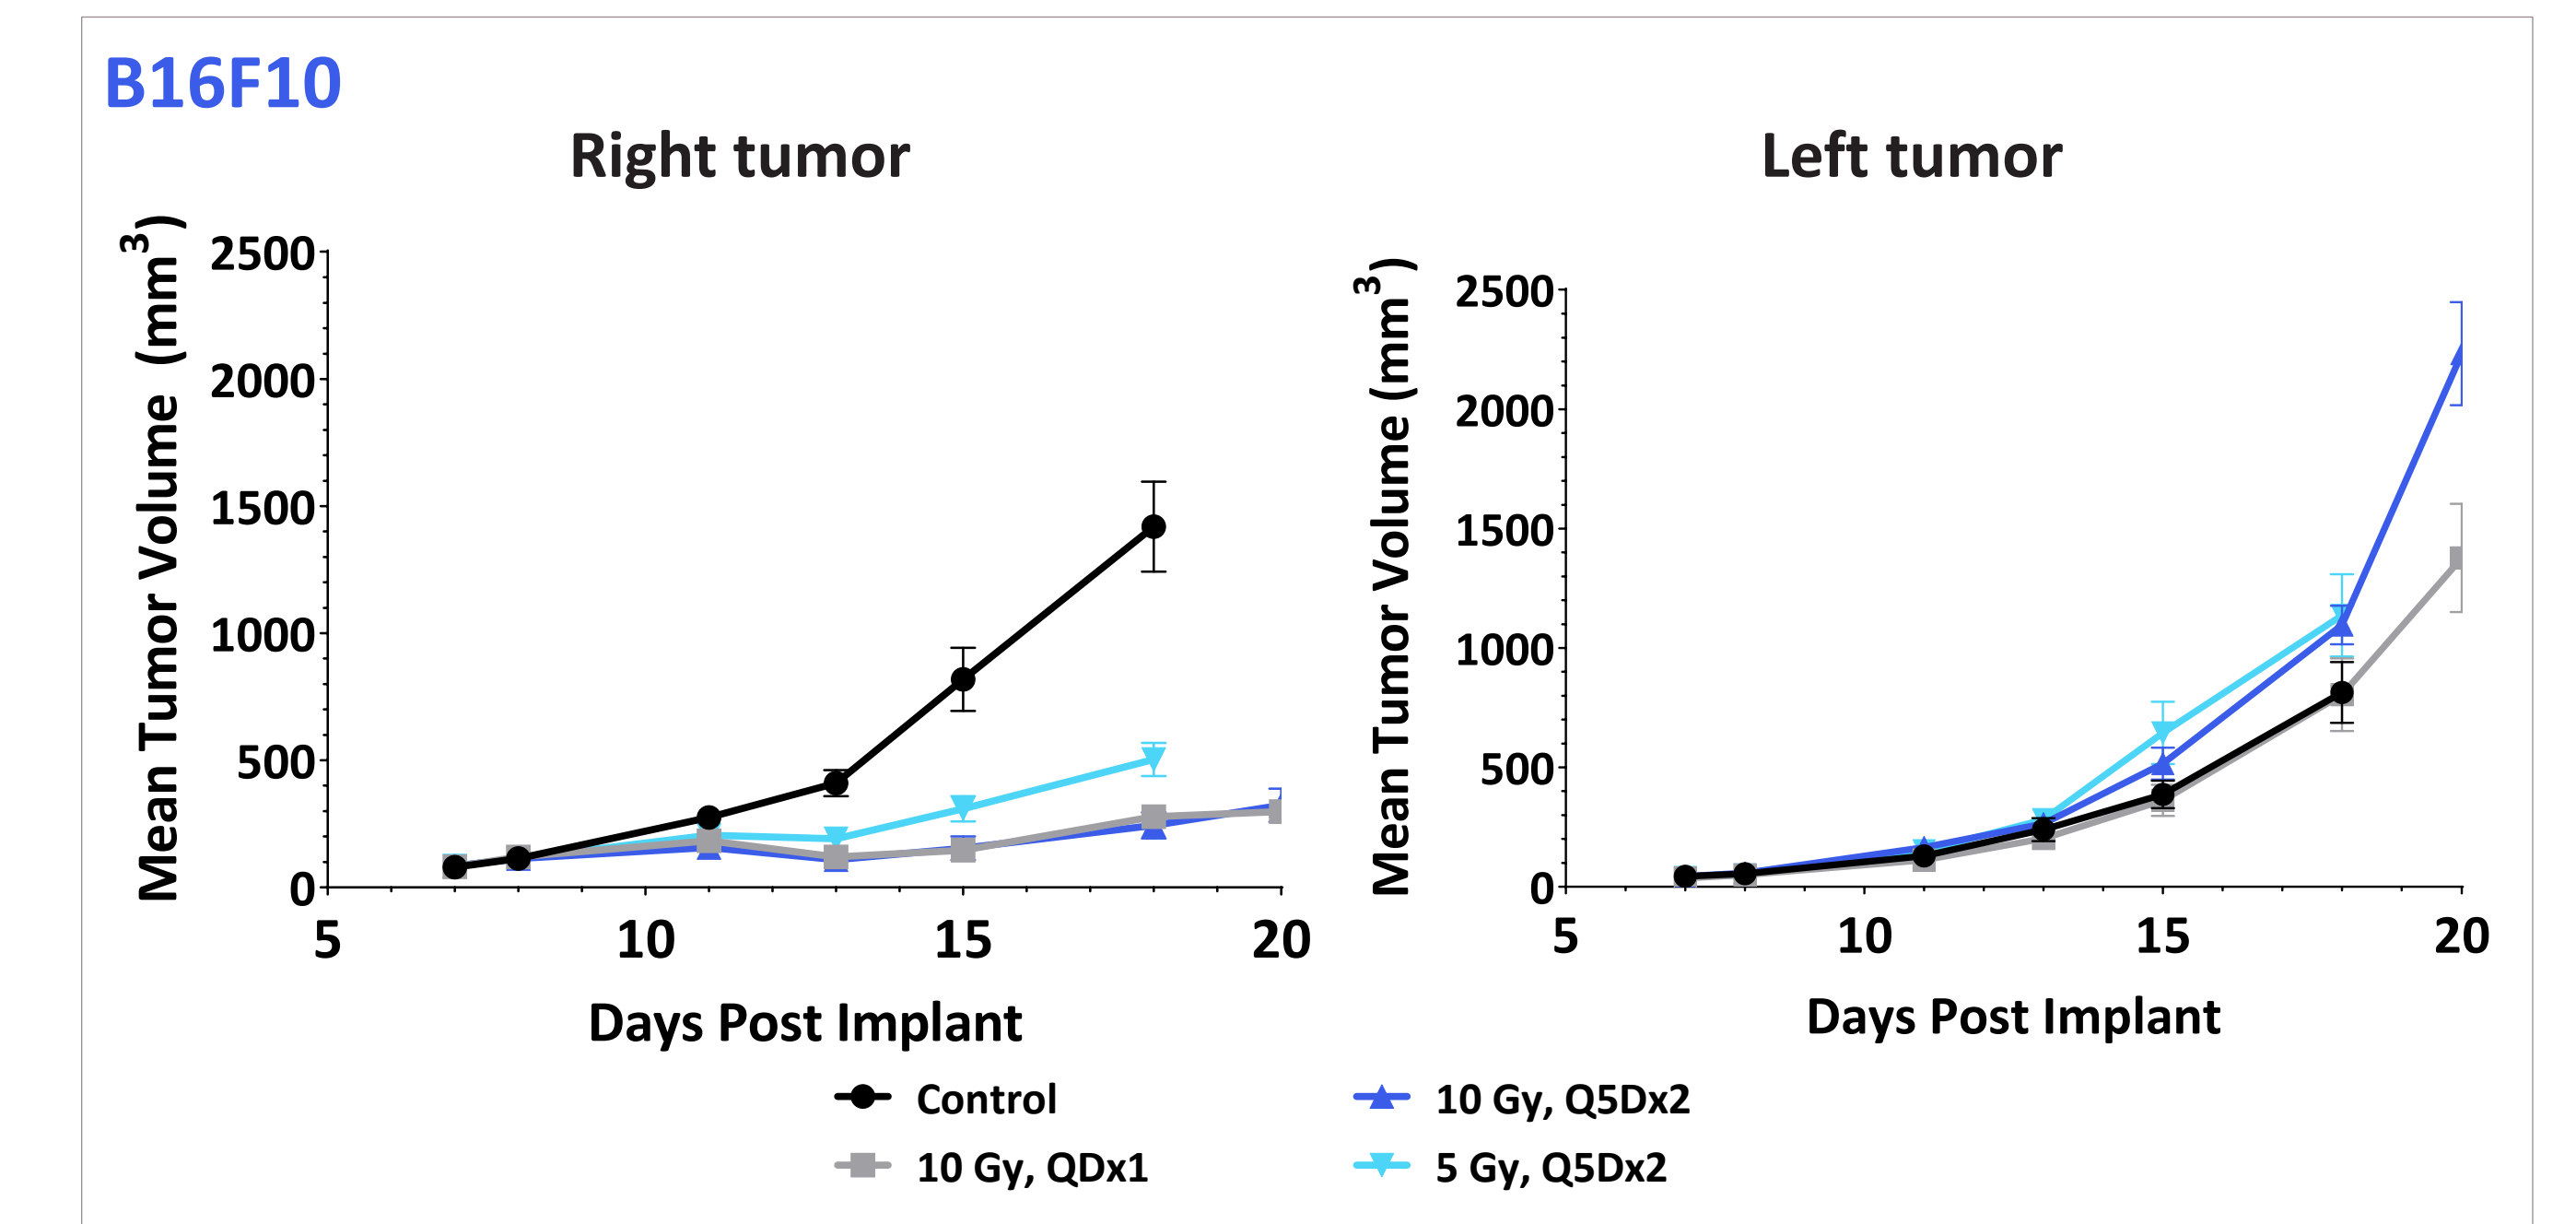 B16F10
Right tumor
Mean Tumor Volume (mm³)
2500
2000
1500
1000
500
0
5 10 15 20
Days Post Implant
Left tumor
Mean Tumor Volume (mm³)
2500
2000
1500
1000
500
0
5 10 15 20
Days Post Implant
Control
10 Gy, QDx1
10 Gy, Q5Dx2
5 Gy, Q5Dx2